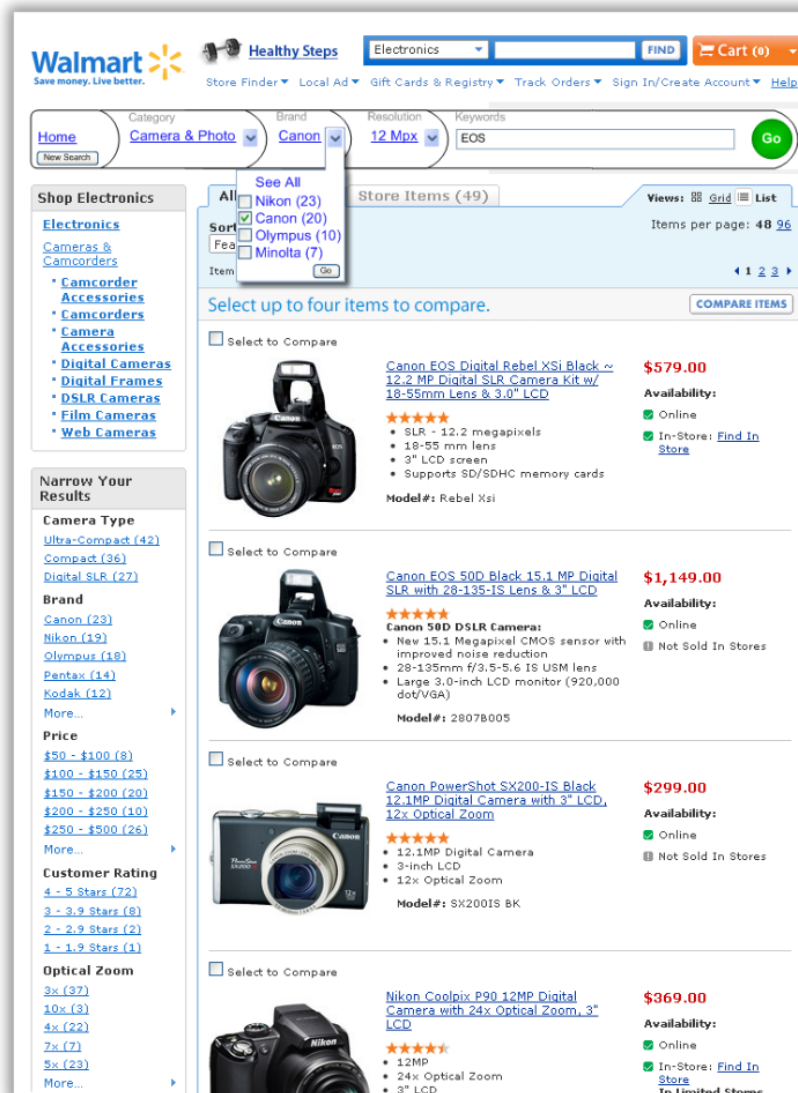 Walmart
Save money. Live better.
Healthy Steps
Electronics
FIND
Cart (0)
Store Finder Local Ad Gift Cards & Registry Track Orders Sign In/Create Account Help
Category
Brand
Resolution
Keywords
Home
Camera & Photo
Canon
12 Mpx
EOS
Go
New Search
See All
Nikon (23)
Canon (20)
Olympus (10)
Minolta (7)
Go
Shop Electronics
Electronics
Cameras &
Camcorders
Camcorder
Accessories
Camcorders
Camera
Accessories
Digital Cameras
Digital Frames
DSLR Cameras
Film Cameras
Web Cameras
Narrow Your
Results
Camera Type
Ultra-Compact (42)
Compact (36)
Digital SLR (27)
Brand
Canon (23)
Nikon (19)
Olympus (18)
Pentax (14)
Kodak (12)
More...
Price
$50 - $100 (8)
$100 - $150 (25)
$150 - $200 (20)
$200 - $250 (10)
$250 - $500 (26)
More...
Customer Rating
4 - 5 Stars (72)
3 - 3.9 Stars (8)
2 - 2.9 Stars (2)
1 - 1.9 Stars (1)
Optical Zoom
3x (37)
10x (3)
4x (22)
7x (7)
5x (23)
More...
All
Store Items (49)
Views: Grid List
Sort
Fea
Items per page: 48 96
Item
1 2 3
Select up to four items to compare.
COMPARE ITEMS
Select to Compare
Canon
EOS
Canon EOS Digital Rebel XSi Black ~
12.2 MP Digital SLR Camera Kit w/
18-55mm Lens & 3.0" LCD
SLR - 12.2 megapixels
18-55 mm lens
3" LCD screen
Supports SD/SDHC memory cards
Model#: Rebel Xsi
$579.00
Availability:
Online
In-Store: Find In
Store
Select to Compare
Canon
Canon EOS 50D Black 15.1 MP Digital
SLR with 28-135-IS Lens & 3" LCD
Canon 50D DSLR Camera:
New 15.1 Megapixel CMOS sensor with
improved noise reduction
28-135mm f/3.5-5.6 IS USM lens
Large 3.0-inch LCD monitor (920,000
dot/VGA)
Model#: 2807B005
$1,149.00
Availability:
Online
Not Sold In Stores
Select to Compare
Canon
PowerShot
SX200
12x
Canon PowerShot SX200-IS Black
12.1MP Digital Camera with 3" LCD,
12x Optical Zoom
12.1MP Digital Camera
3-inch LCD
12x Optical Zoom
Model#: SX200IS BK
$299.00
Availability:
Online
Not Sold In Stores
Select to Compare
Nikon
Nikon Coolpix P90 12MP Digital
Camera with 24x Optical Zoom, 3"
LCD
12MP
24x Optical Zoom
3" LCD
$369.00
Availability:
Online
In-Store: Find In
Store
In Limited Stores